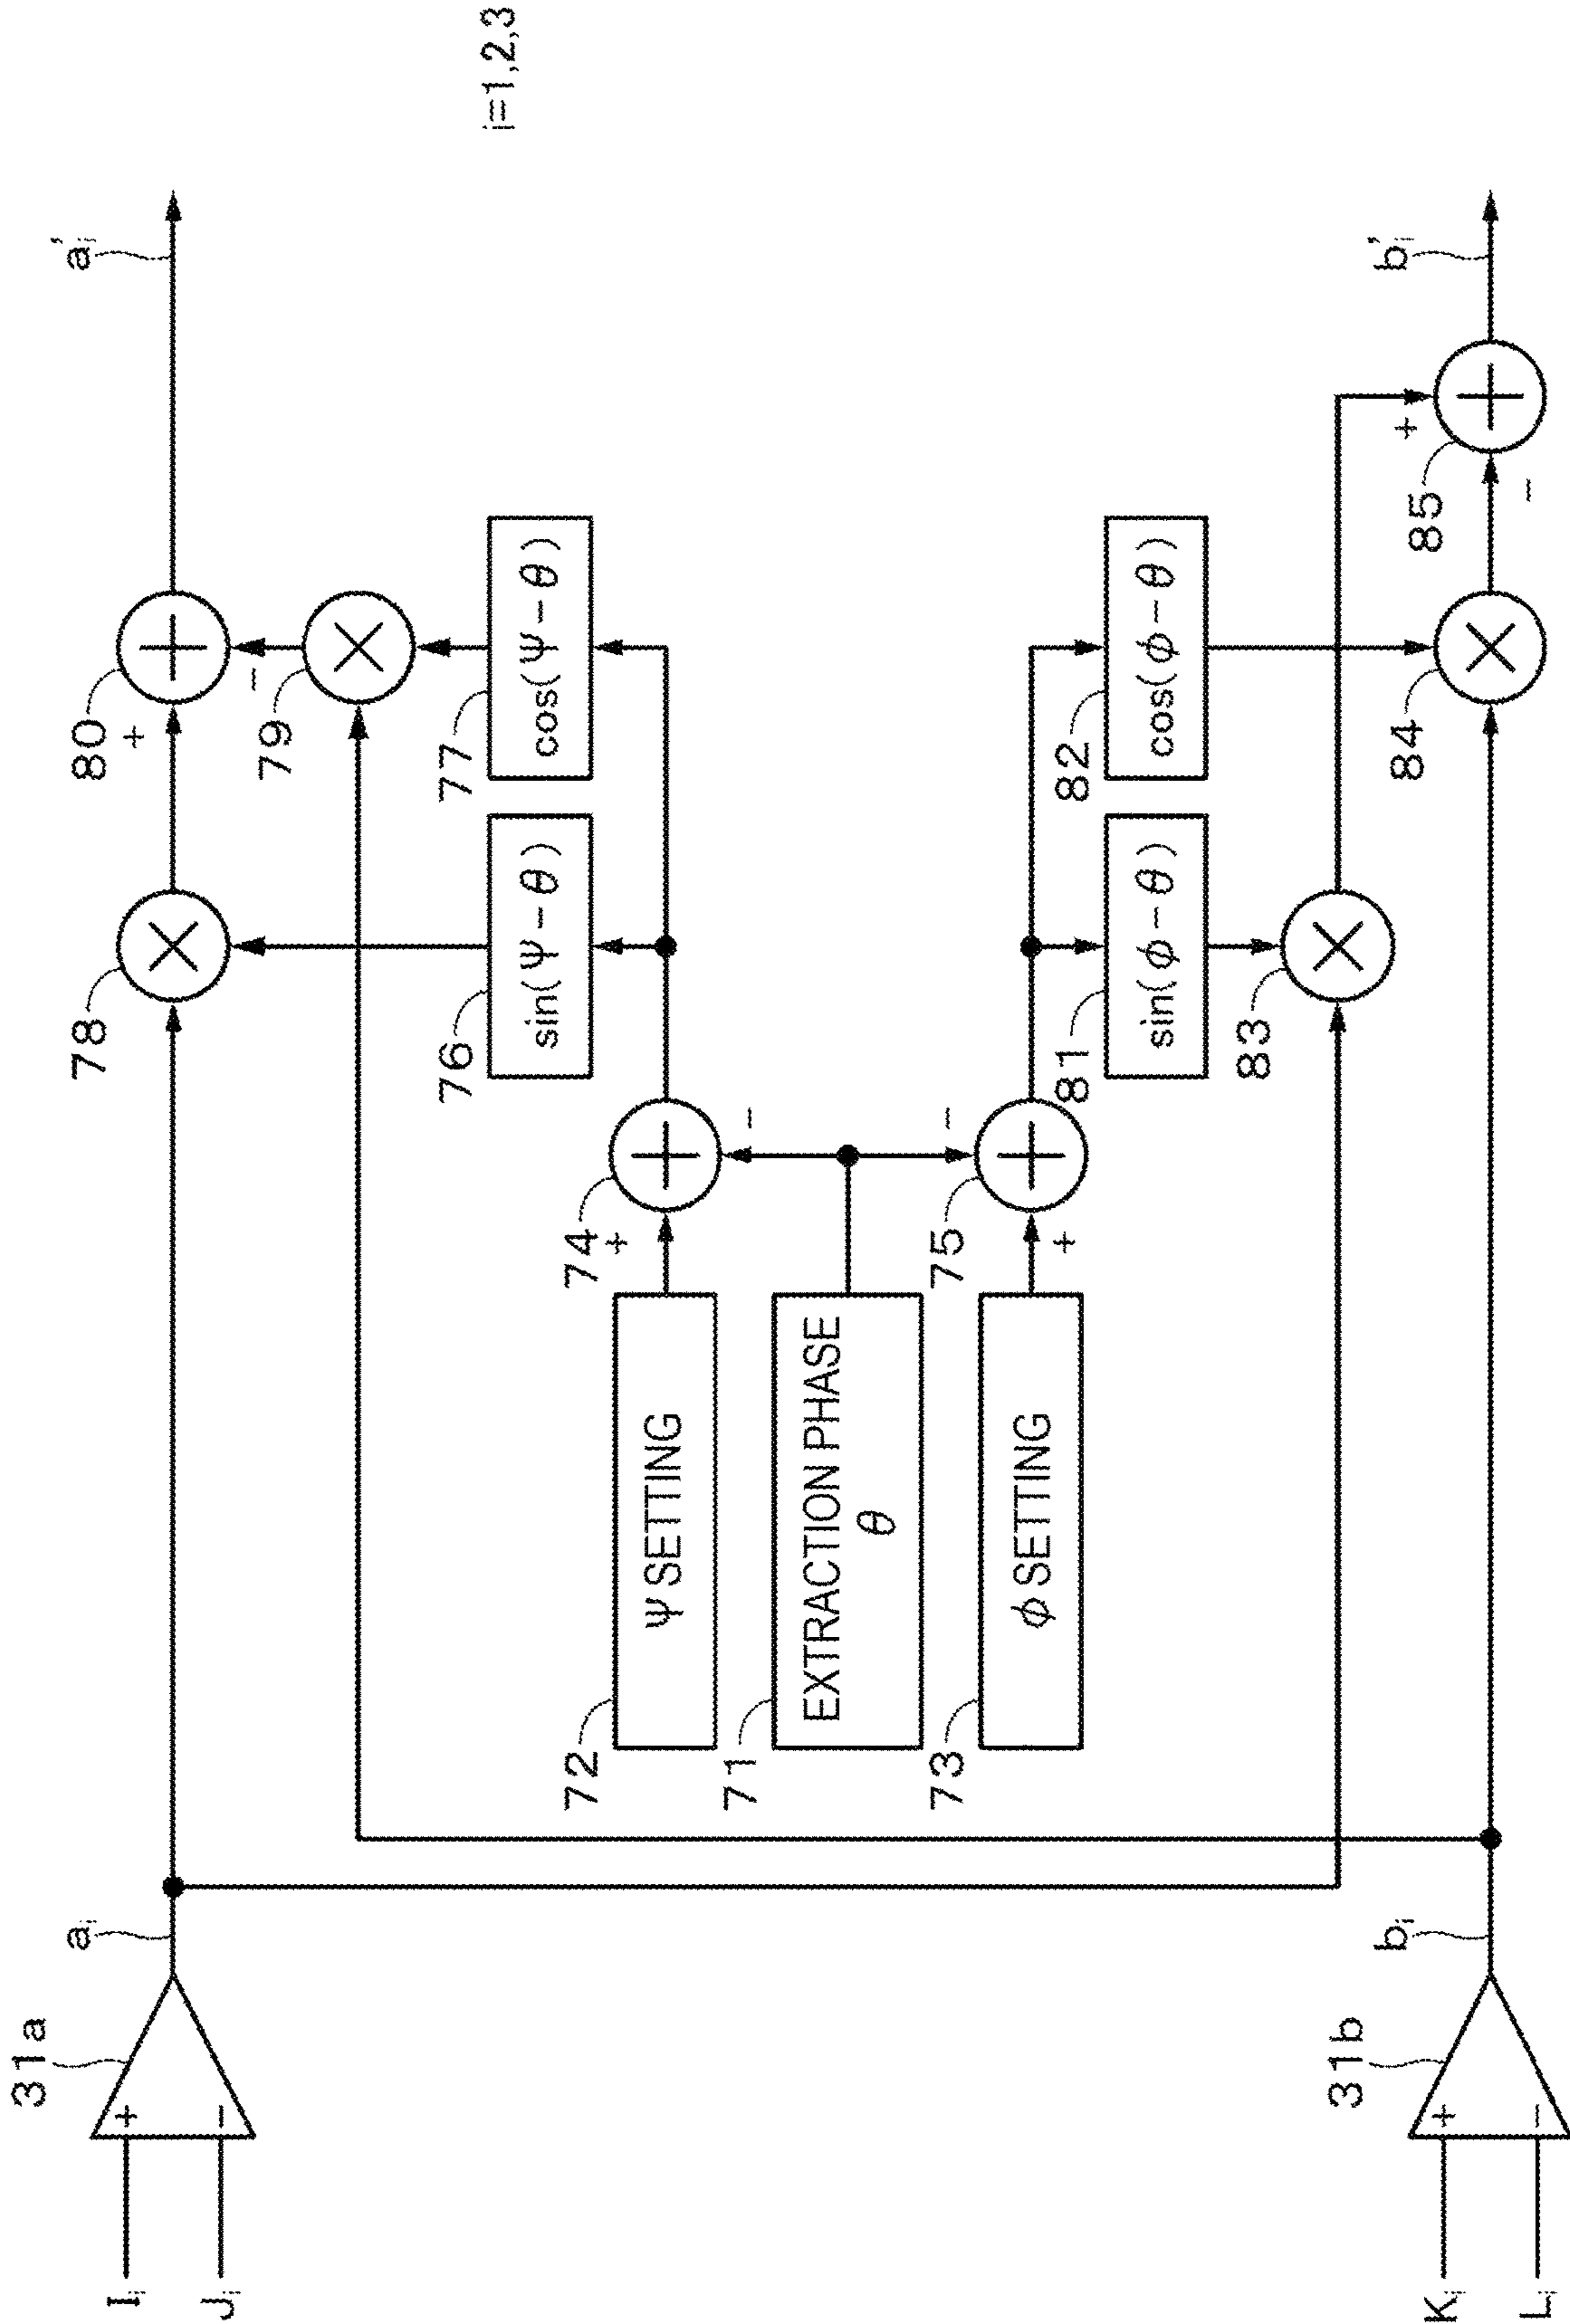 i=1,2,3
31a
+
−
Iᵢ
Jᵢ
aᵢ
78
80
+
−
a'ᵢ
79
76
sin(ψ−θ)
77
cos(ψ−θ)
72
ψ SETTING
74
+
−
71
EXTRACTION PHASE
θ
73
ϕ SETTING
75
+
−
81
sin(ϕ−θ)
82
cos(ϕ−θ)
83
84
85
+
−
b'ᵢ
31b
+
−
Kᵢ
Lᵢ
bᵢ